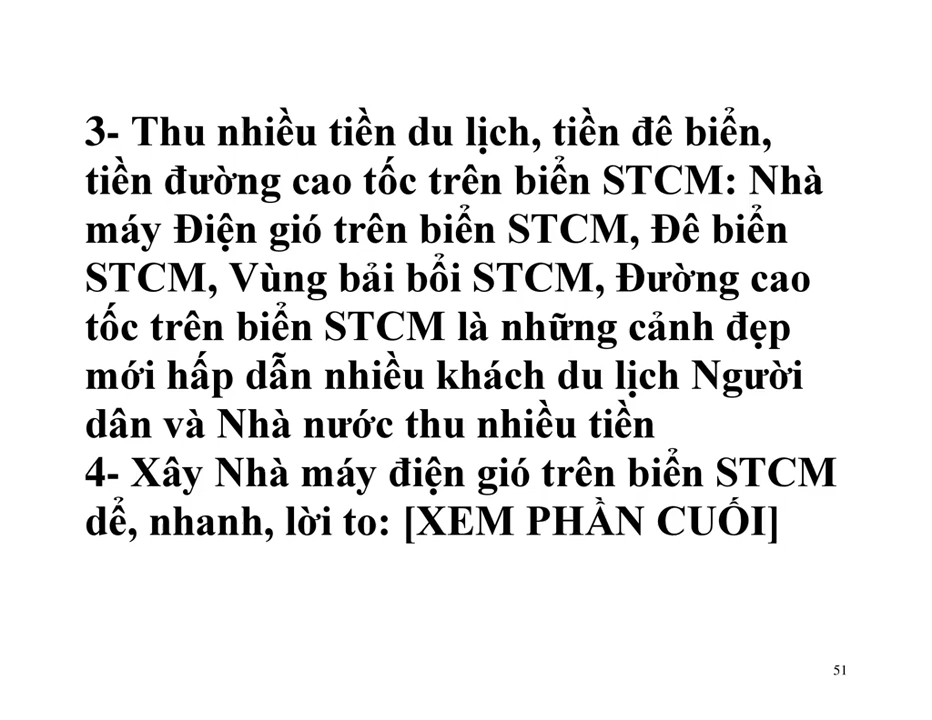 3- Thu nhiều tiền du lịch, tiền đê biển,
tiền đường cao tốc trên biển STCM: Nhà
máy Điện gió trên biển STCM, Đê biển
STCM, Vùng bải bổi STCM, Đường cao
tốc trên biển STCM là những cảnh đẹp
mới hấp dẫn nhiều khách du lịch Người
dân và Nhà nước thu nhiều tiền
4- Xây Nhà máy điện gió trên biển STCM
dể, nhanh, lời to: [XEM PHẦN CUỐI]
51